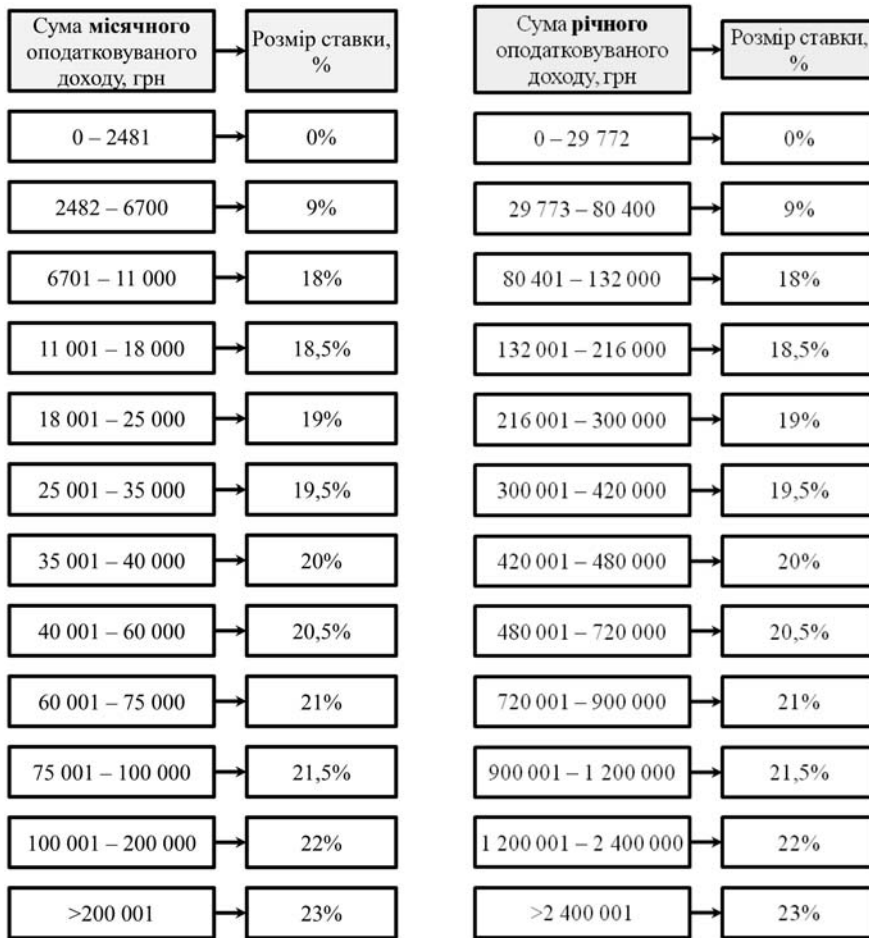 Сума місячного
оподатковуваного
доходу, грн
Розмір ставки,
%
0 – 2481
0%
2482 – 6700
9%
6701 – 11 000
18%
11 001 – 18 000
18,5%
18 001 – 25 000
19%
25 001 – 35 000
19,5%
35 001 – 40 000
20%
40 001 – 60 000
20,5%
60 001 – 75 000
21%
75 001 – 100 000
21,5%
100 001 – 200 000
22%
>200 001
23%
Сума річного
оподатковуваного
доходу, грн
Розмір ставки,
%
0 – 29 772
0%
29 773 – 80 400
9%
80 401 – 132 000
18%
132 001 – 216 000
18,5%
216 001 – 300 000
19%
300 001 – 420 000
19,5%
420 001 – 480 000
20%
480 001 – 720 000
20,5%
720 001 – 900 000
21%
900 001 – 1 200 000
21,5%
1 200 001 – 2 400 000
22%
>2 400 001
23%